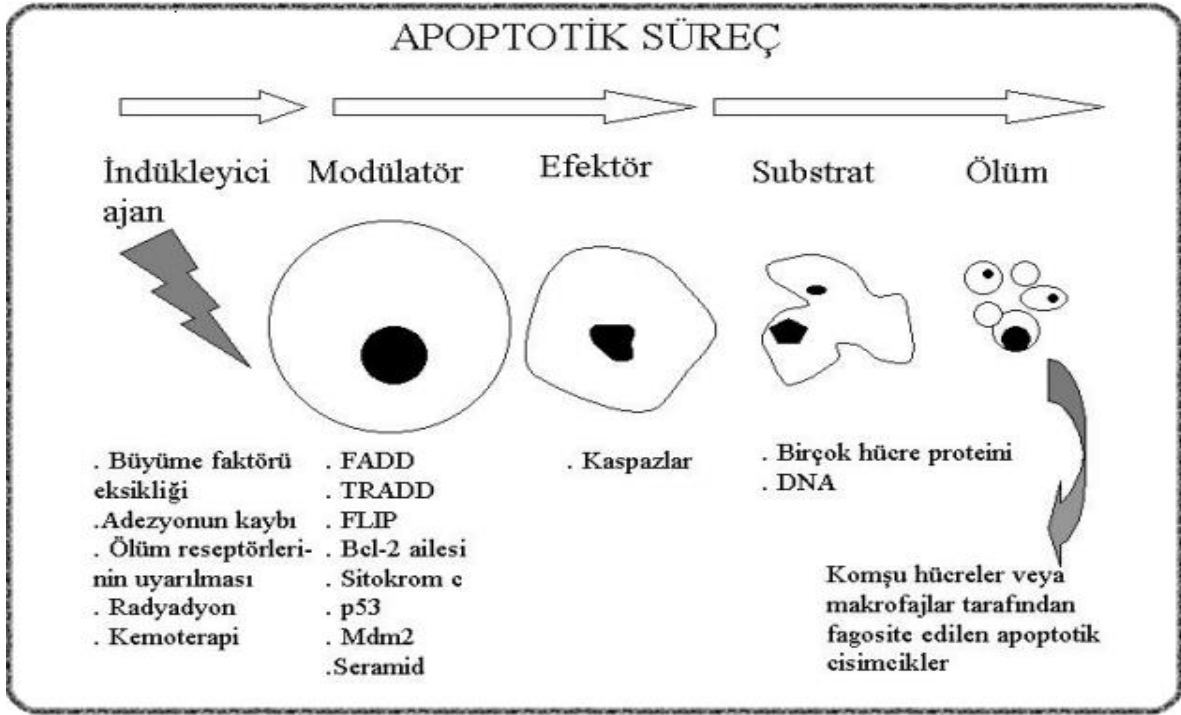 APOPTOTİK SÜREÇ
İndükleyici
ajan
Modülatör
Efektör
Substrat
Ölüm
. Büyüme faktörü
eksikliği
.Adezyonun kaybı
. Ölüm reseptörleri-
nin uyarılması
. Radyadyon
. Kemoterapi
. FADD
. TRADD
. FLIP
. Bcl-2 ailesi
. Sitokrom c
. p53
. Mdm2
.Seramid
. Kaspazlar
. Birçok hücre proteini
. DNA
Komşu hücreler veya
makrofajlar tarafından
fagosite edilen apoptotik
cisimcikler